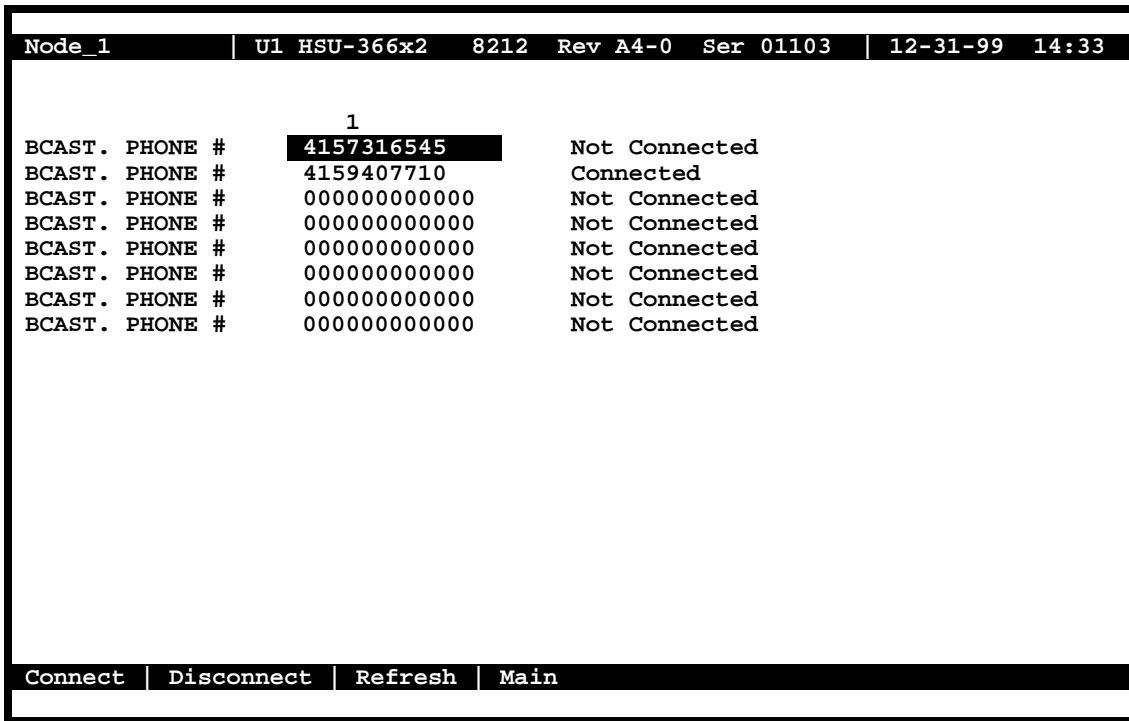 Node_1 | U1 HSU-366x2 8212 Rev A4-0 Ser 01103 | 12-31-99 14:33
1
BCAST. PHONE # 4157316545 Not Connected
BCAST. PHONE # 4159407710 Connected
BCAST. PHONE # 000000000000 Not Connected
BCAST. PHONE # 000000000000 Not Connected
BCAST. PHONE # 000000000000 Not Connected
BCAST. PHONE # 000000000000 Not Connected
BCAST. PHONE # 000000000000 Not Connected
BCAST. PHONE # 000000000000 Not Connected
Connect | Disconnect | Refresh | Main